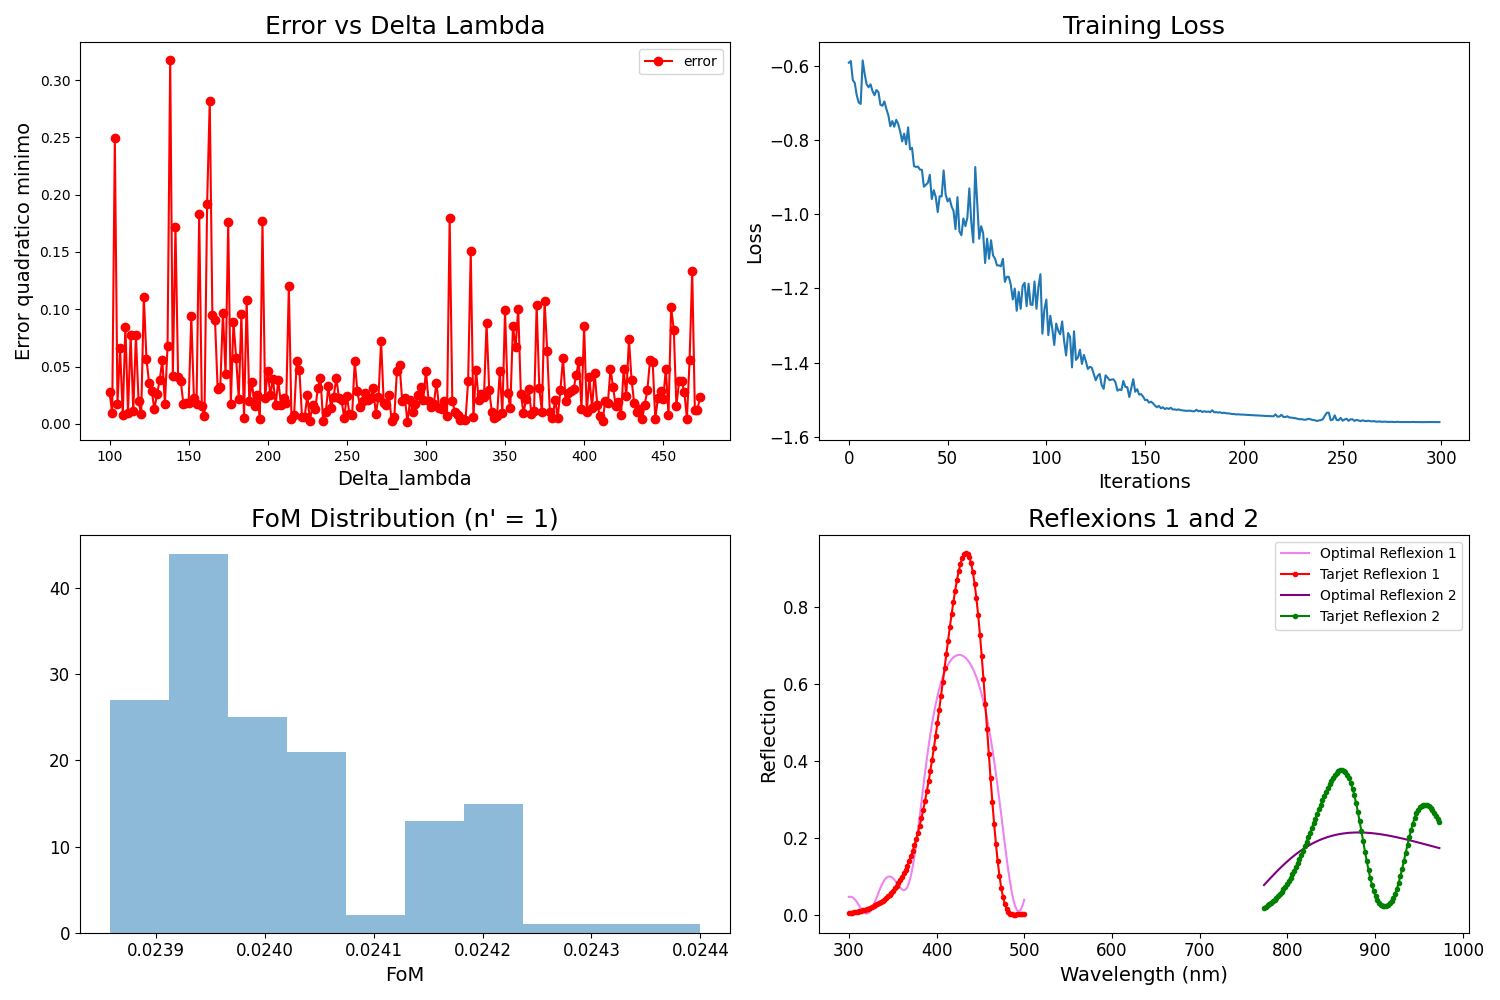 Error vs Delta Lambda
error
Error quadratico minimo
0.30
0.25
0.20
0.15
0.10
0.05
0.00
100 150 200 250 300 350 400 450
Delta_lambda
Training Loss
Loss
−0.6
−0.8
−1.0
−1.2
−1.4
−1.6
0 50 100 150 200 250 300
Iterations
FoM Distribution (n' = 1)
40
30
20
10
0
0.0239 0.0240 0.0241 0.0242 0.0243 0.0244
FoM
Reflexions 1 and 2
Optimal Reflexion 1
Tarjet Reflexion 1
Optimal Reflexion 2
Tarjet Reflexion 2
Reflection
0.8
0.6
0.4
0.2
0.0
300 400 500 600 700 800 900 1000
Wavelength (nm)